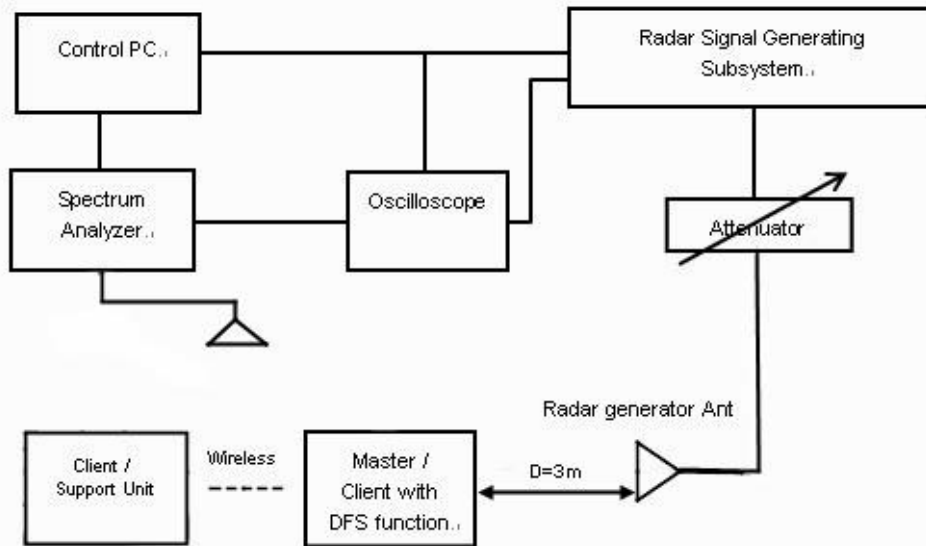 Control PC.
Radar Signal Generating
Subsystem.
Spectrum
Analyzer.
Oscilloscope
Attenuator
Radar generator Ant
Client /
Support Unit
Wireless
Master /
Client with
DFS function.
D=3m